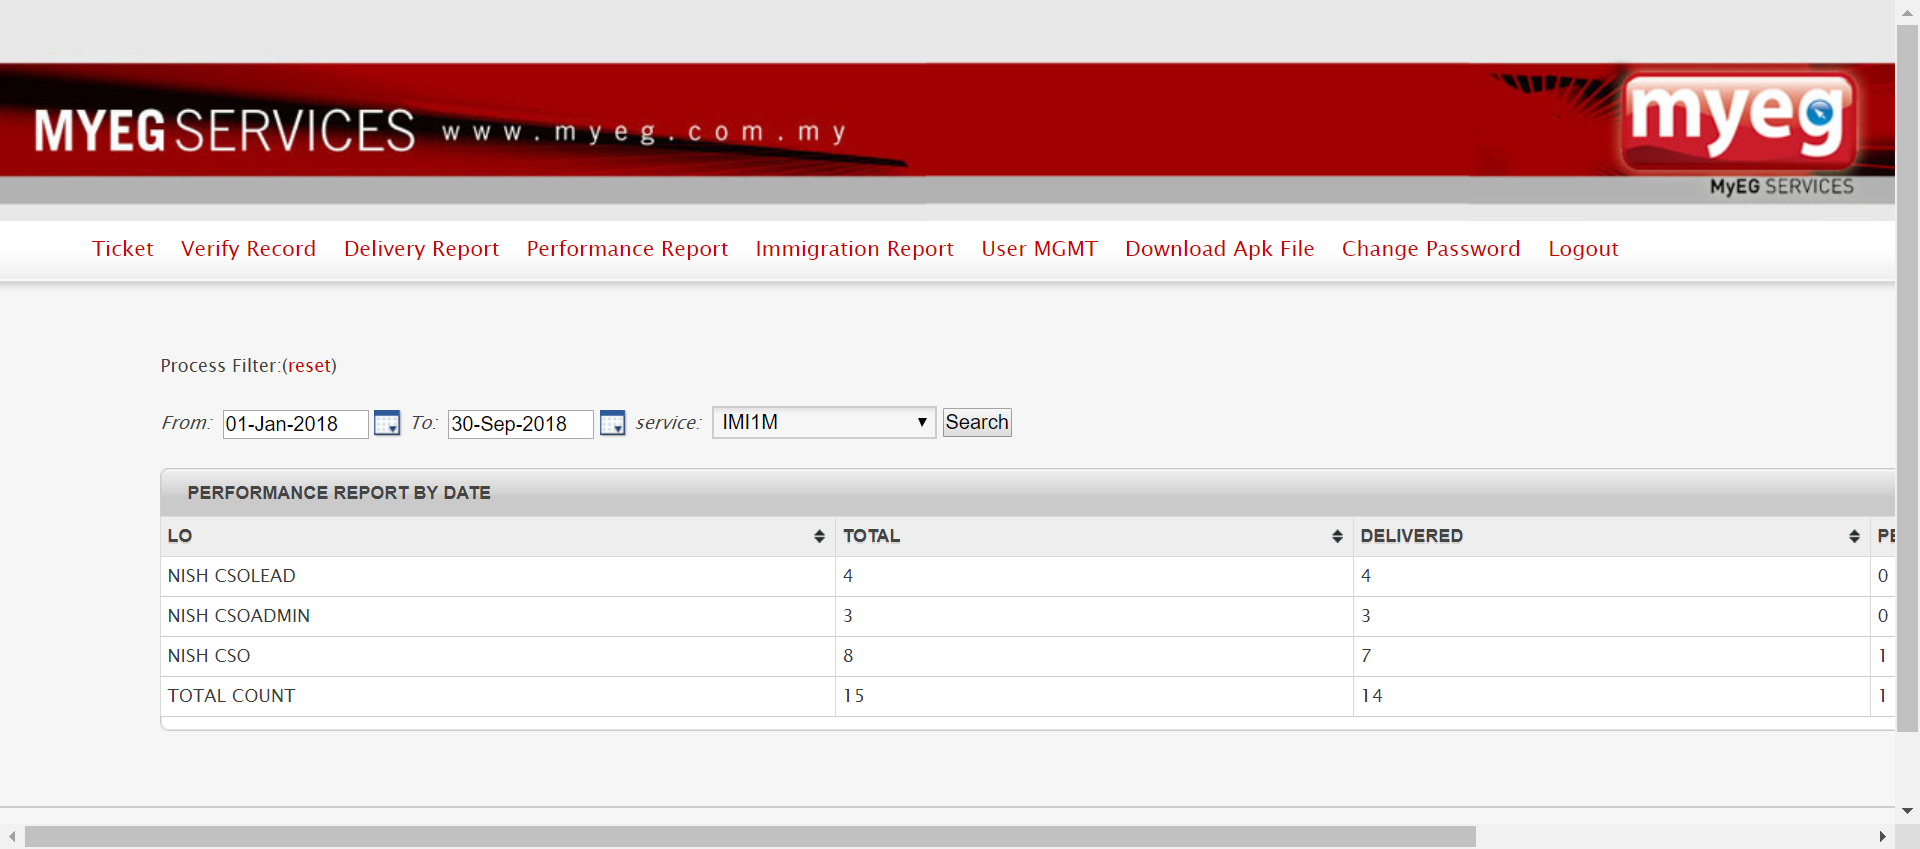 MYEG SERVICES www.myeg.com.my
myeg
MyEG SERVICES
Ticket Verify Record Delivery Report Performance Report Immigration Report User MGMT Download Apk File Change Password Logout
Process Filter:(reset)
From: 01-Jan-2018 To: 30-Sep-2018 service: IMI1M Search
PERFORMANCE REPORT BY DATE
LO TOTAL DELIVERED
NISH CSOLEAD 4 4 0
NISH CSOADMIN 3 3 0
NISH CSO 8 7 1
TOTAL COUNT 15 14 1